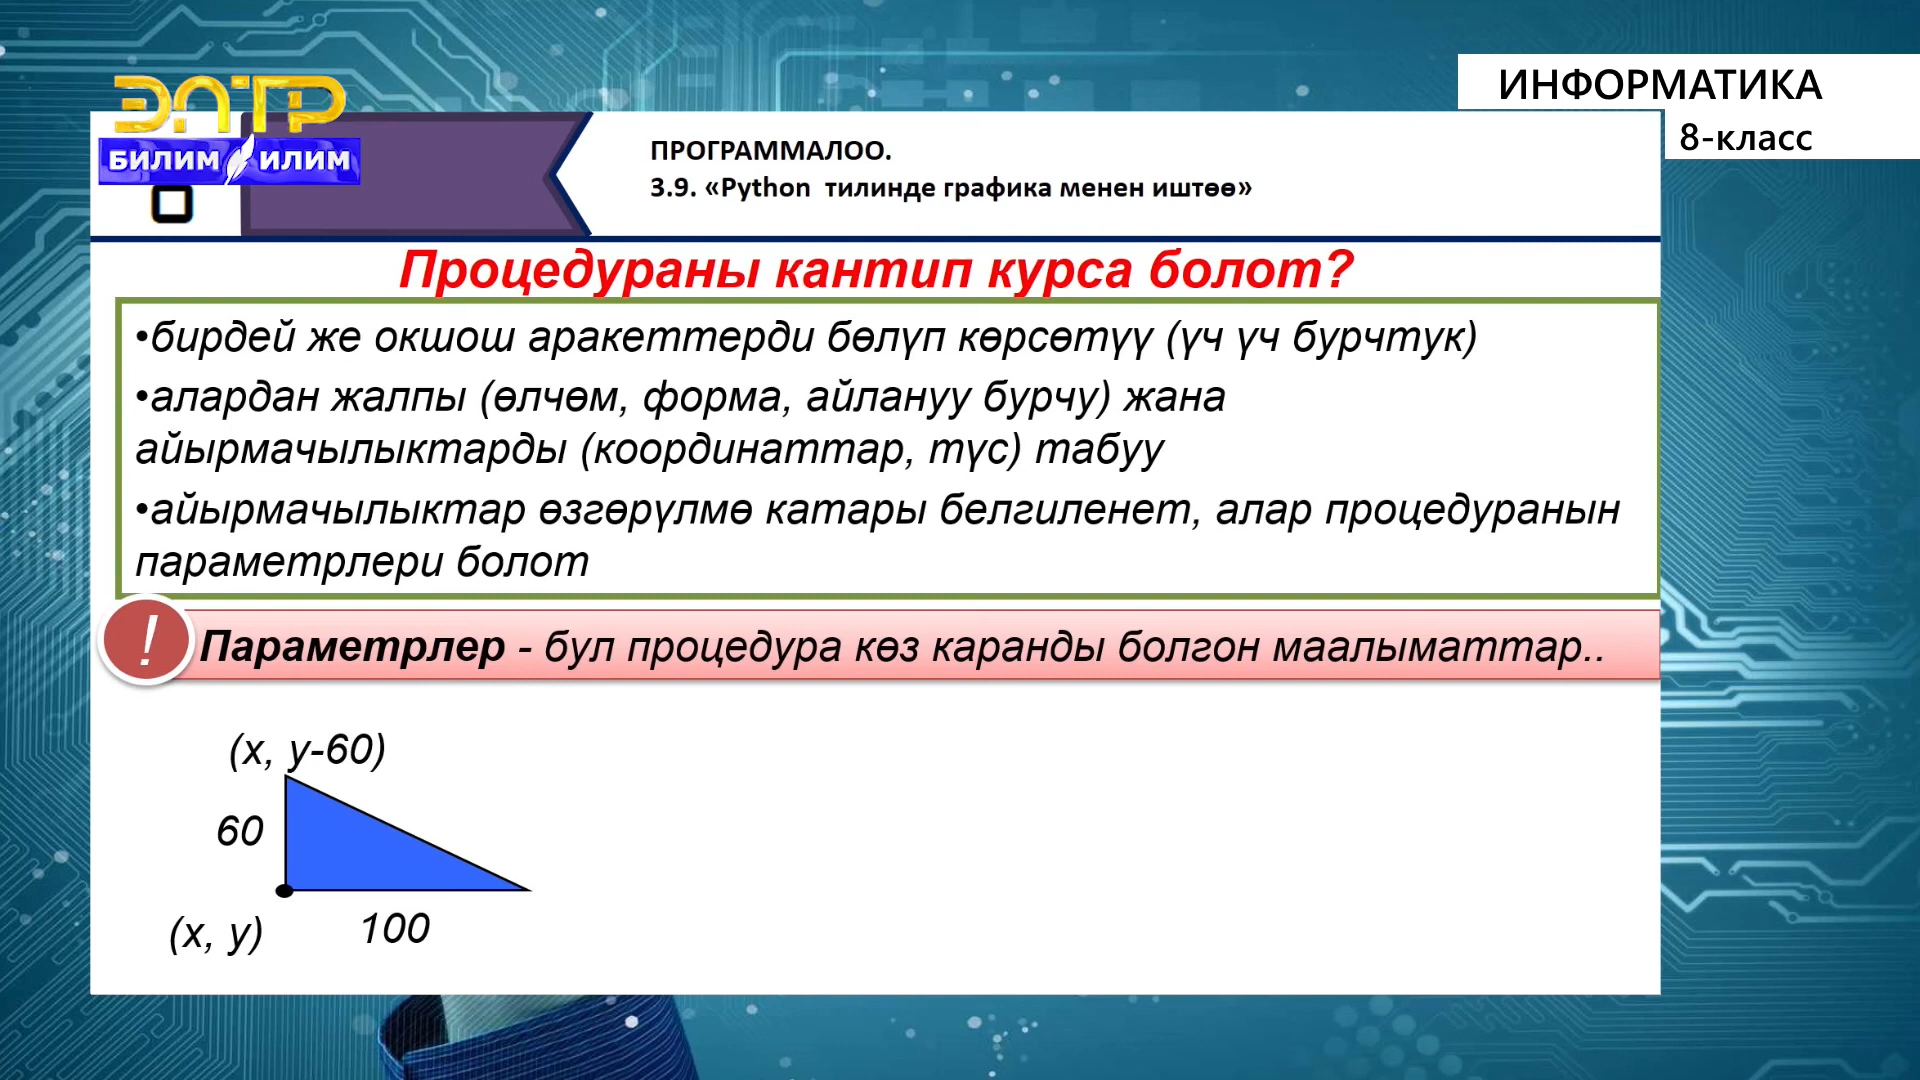 ИНФОРМАТИКА
8-класс
ЭЛТР
БИЛИМ ИЛИМ
ПРОГРАММАЛОО.
3.9. «Python тилинде графика менен иштөө»
Процедураны кантип курса болот?
•бирдей же окшош аракеттерди бөлүп көрсөтүү (үч үч бурчтук)
•алардан жалпы (өлчөм, форма, айлануу бурчу) жана
айырмачылыктарды (координаттар, түс) табуу
•айырмачылыктар өзгөрүлмө катары белгиленет, алар процедуранын
параметрлери болот
! Параметрлер - бул процедура көз каранды болгон маалыматтар..
(x, y-60)
60
(x, y)
100